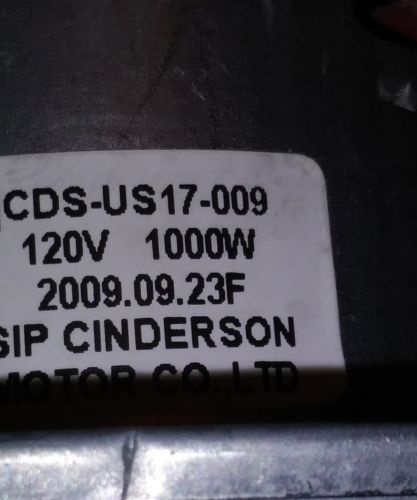 CDS-US17-009
120V 1000W
2009.09.23F
SIP CINDERSON
MOTOR CO.,LTD